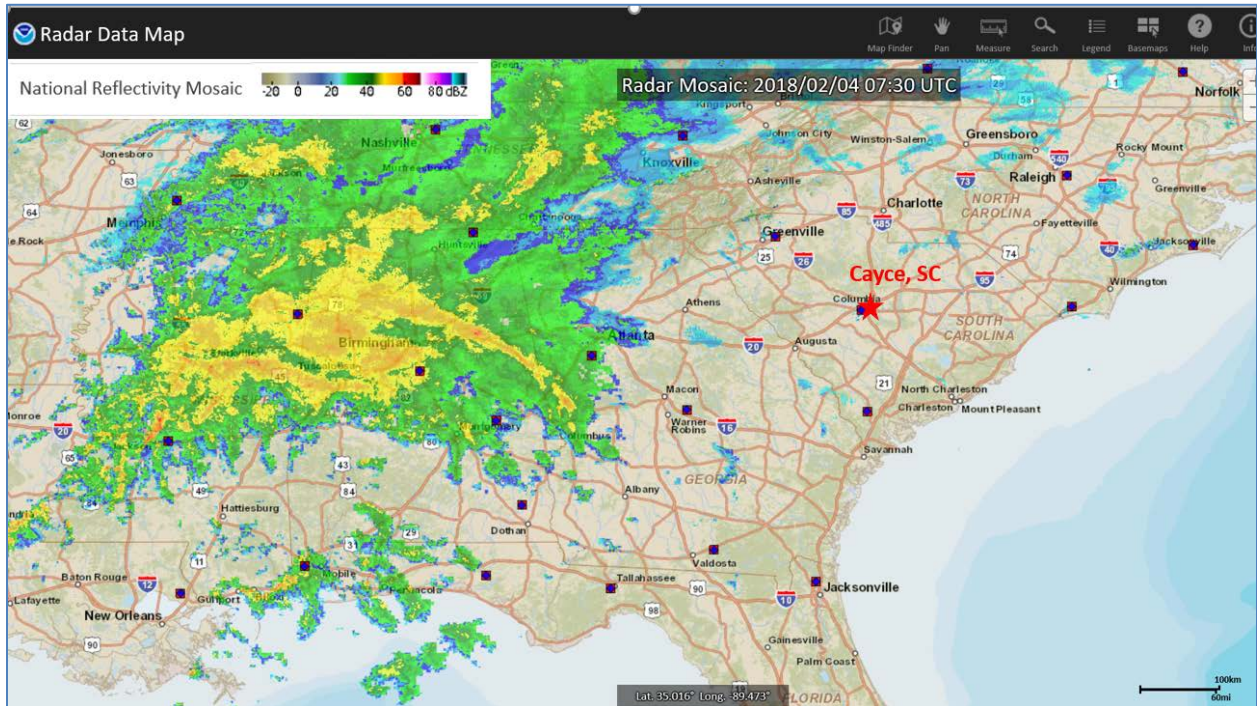 Radar Data Map
Map Finder
Pan
Measure
Search
Legend
Basemaps
Help
National Reflectivity Mosaic
-20 0 20 40 60 80 dBZ
Radar Mosaic: 2018/02/04 07:30 UTC
Norfolk
Kingsport
Johnson City
Winston-Salem
Greensboro
Durham
Rocky Mount
Raleigh
Greenville
Jonesboro
Nashville
Jackson
Knoxville
Asheville
Charlotte
NORTH
CAROLINA
Fayetteville
Jacksonville
Memphis
Huntsville
Greenville
Wilmington
Cayce, SC
Columbia
SOUTH
CAROLINA
Athens
Atlanta
Augusta
Birmingham
Tuscaloosa
Macon
Warner
Robins
North Charleston
Charleston
Mount Pleasant
Savannah
Monroe
Montgomery
Columbus
GEORGIA
Albany
Hattiesburg
Dothan
Valdosta
Tallahassee
Jacksonville
Baton Rouge
Lafayette
Gulfport
Mobile
Pensacola
New Orleans
Gainesville
Palm Coast
FLORIDA
Lat. 35.016° Long. -89.473°
100km
60mi